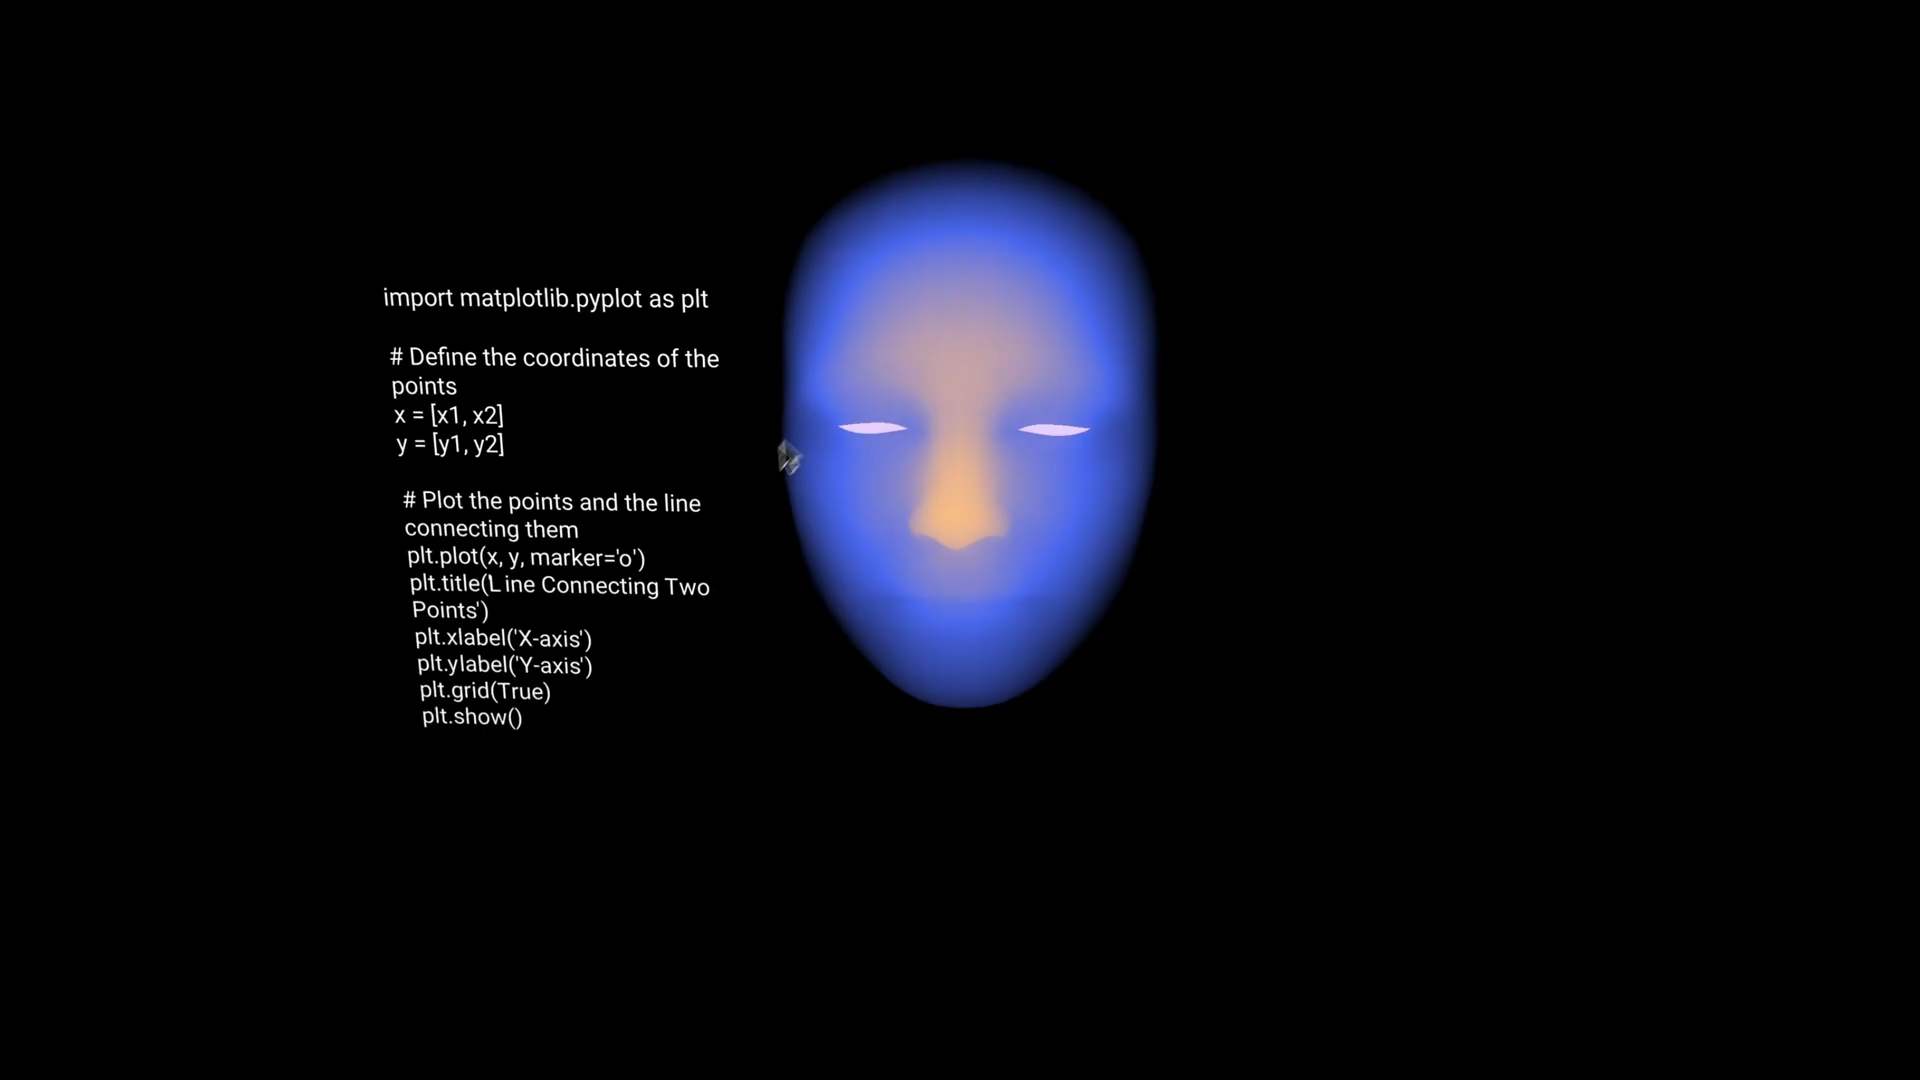 import matplotlib.pyplot as plt
# Define the coordinates of the
points
x = [x1, x2]
y = [y1, y2]
# Plot the points and the line
connecting them
plt.plot(x, y, marker='o')
plt.title(Line Connecting Two
Points')
plt.xlabel('X-axis')
plt.ylabel('Y-axis')
plt.grid(True)
plt.show()